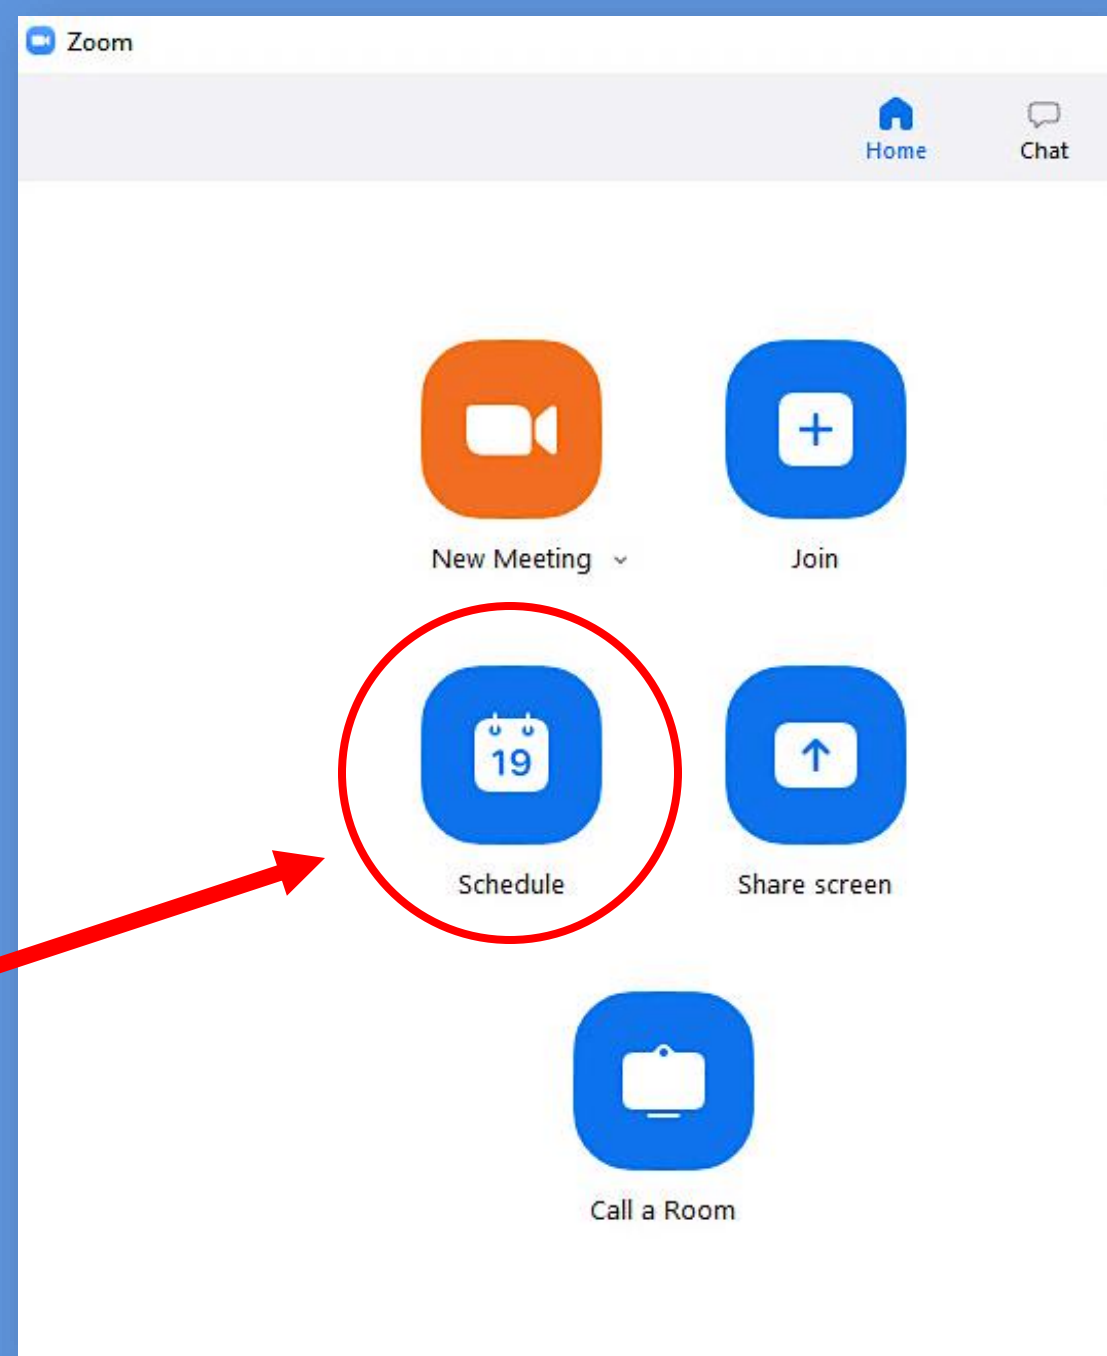 Zoom
Home
Chat
New Meeting
Join
19
Schedule
Share screen
Call a Room